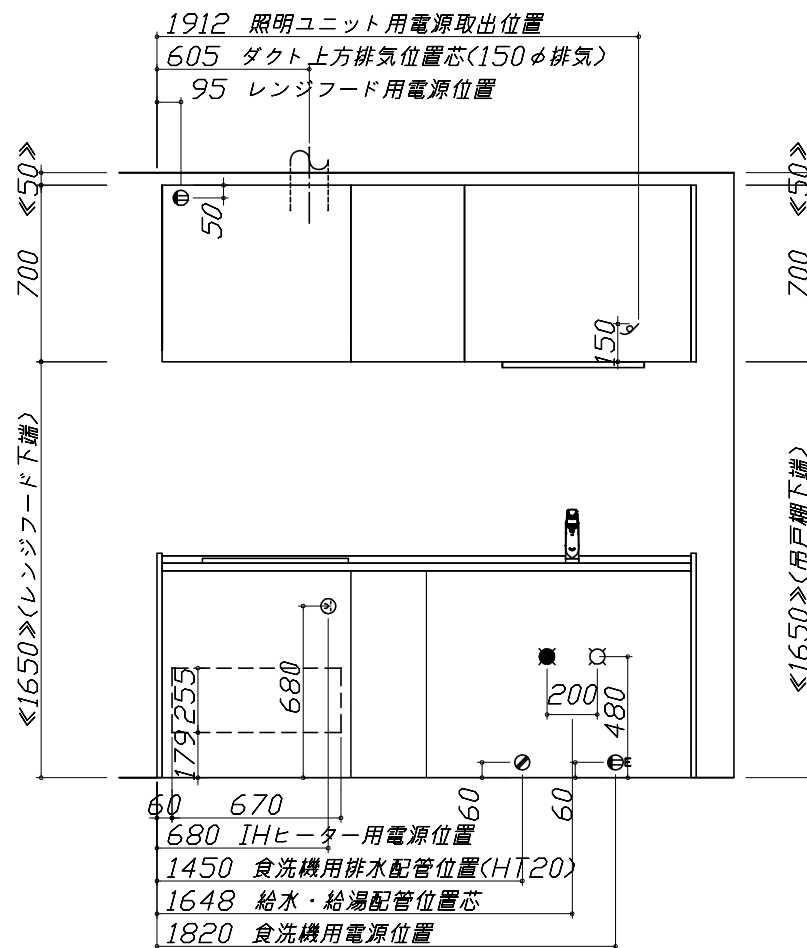 1912 照明ユニット用電源取出位置
605 ダクト上方排気位置芯(150φ排気)
95 レンジフード用電源位置
≪50≫
≪50≫
50
700
700
150
≪1650≫(レンジフード下端)
≪1650≫(吊戸棚下端)
680
255
179
200
480
60
60
60
670
E
680 IHヒーター用電源位置
1450 食洗機用排水配管位置(HT20)
1648 給水・給湯配管位置芯
1820 食洗機用電源位置